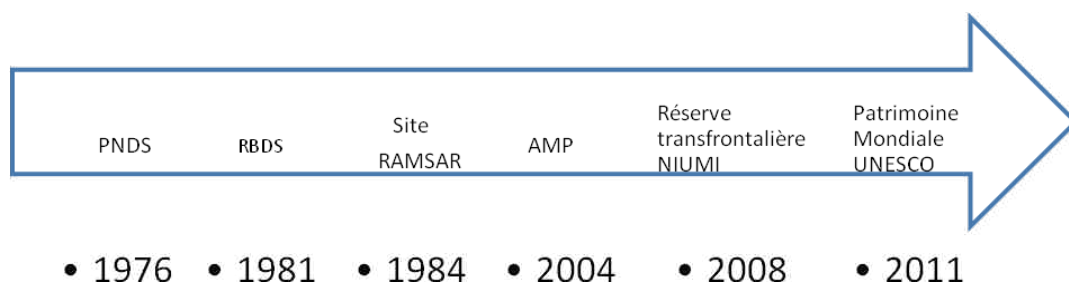 PNDS
RBDS
Site
RAMSAR
AMP
Réserve
transfrontalière
NIUMI
Patrimoine
Mondiale
UNESCO
• 1976 • 1981 • 1984 • 2004 • 2008 • 2011